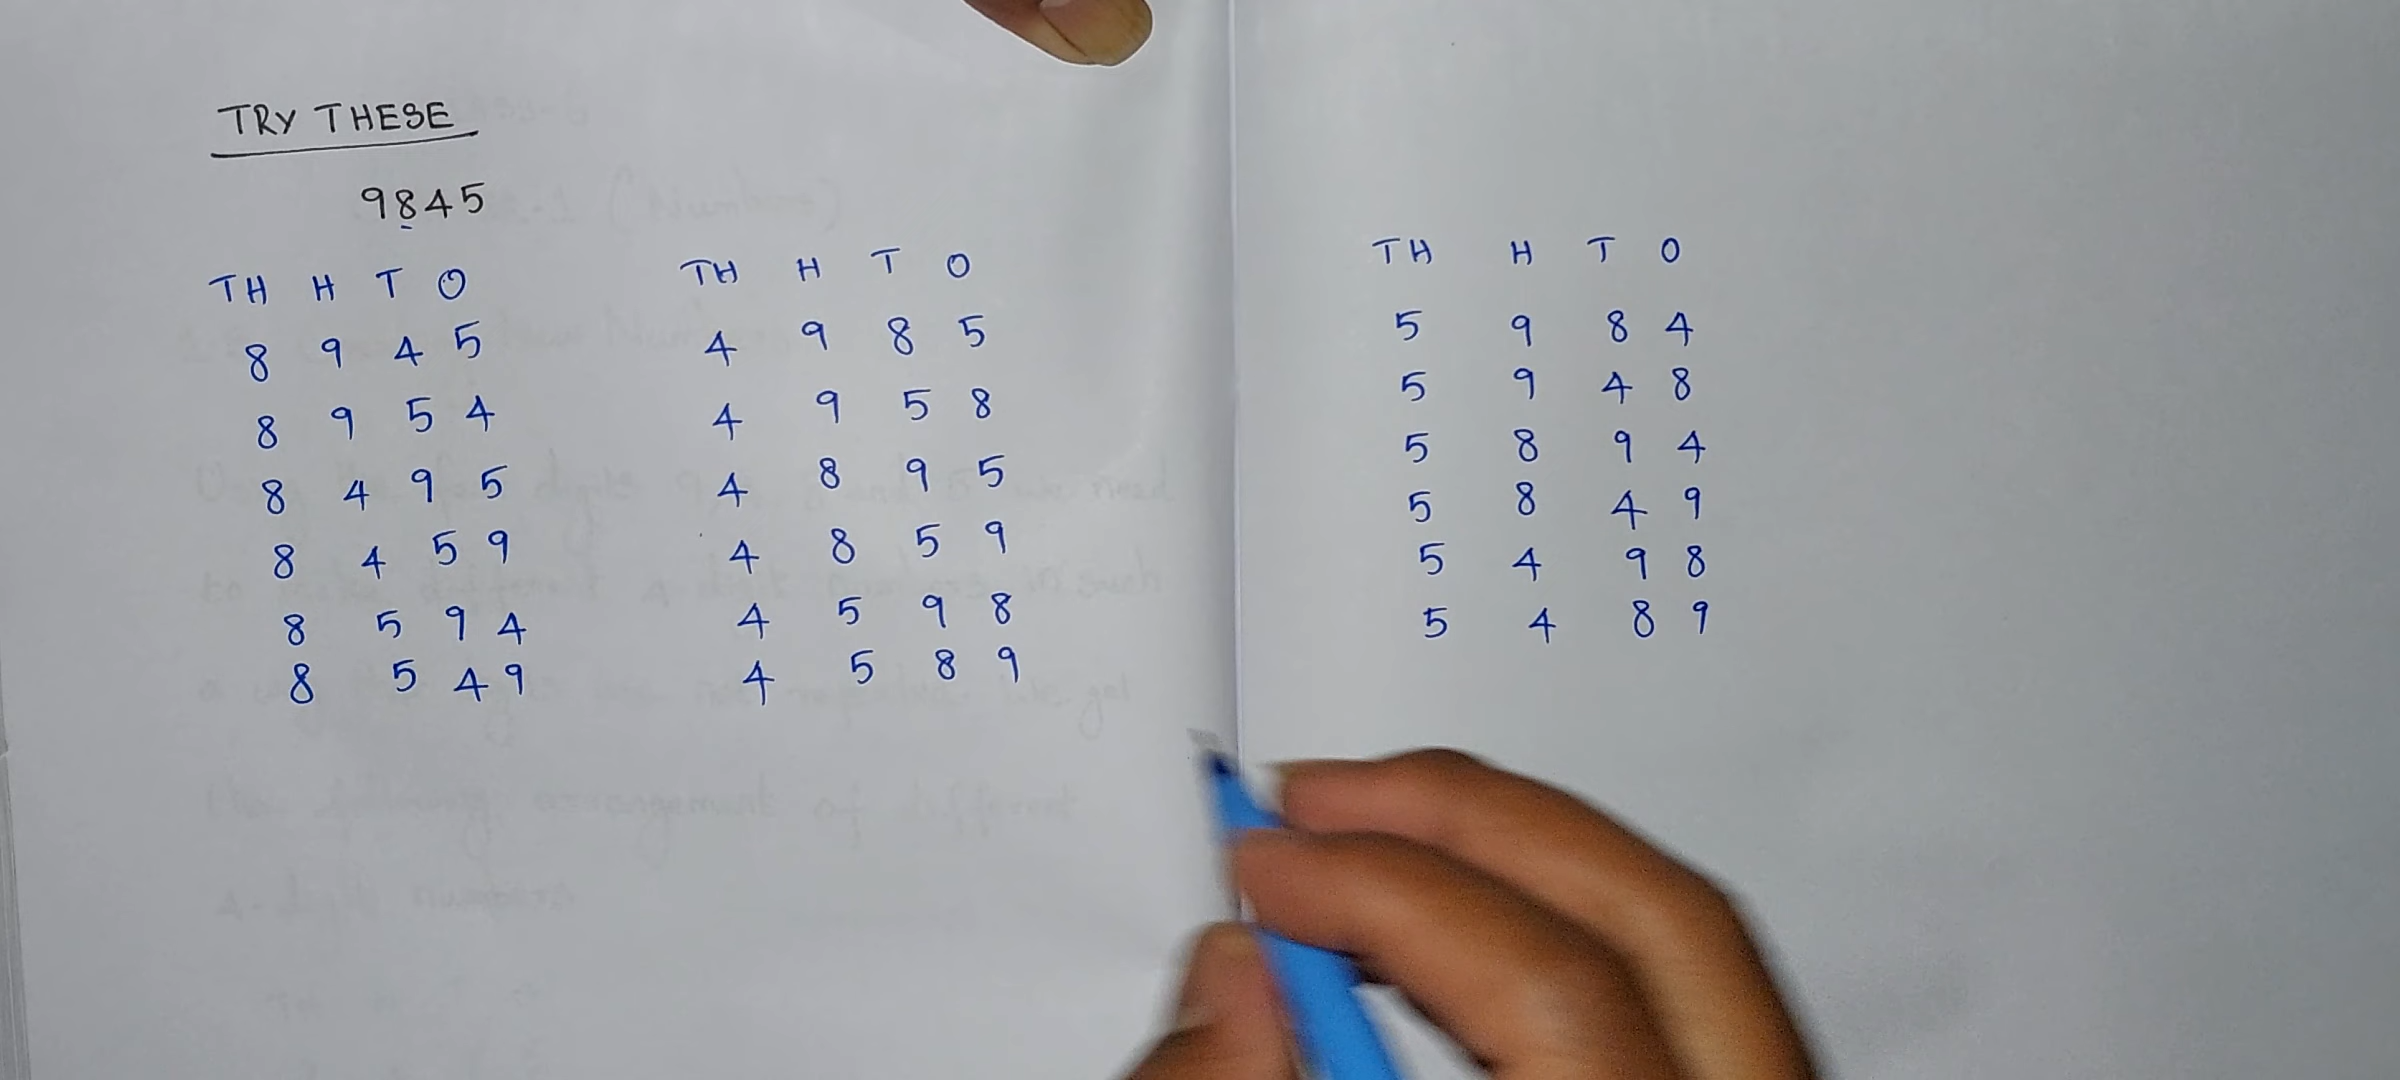 TRY THESE
9845
TH H T O
8 9 4 5
8 9 5 4
8 4 9 5
8 4 5 9
8 5 9 4
8 5 4 9
TH H T O
4 9 8 5
4 9 5 8
4 8 9 5
4 8 5 9
4 5 9 8
4 5 8 9
TH H T O
5 9 8 4
5 9 4 8
5 8 9 4
5 8 4 9
5 4 9 8
5 4 8 9